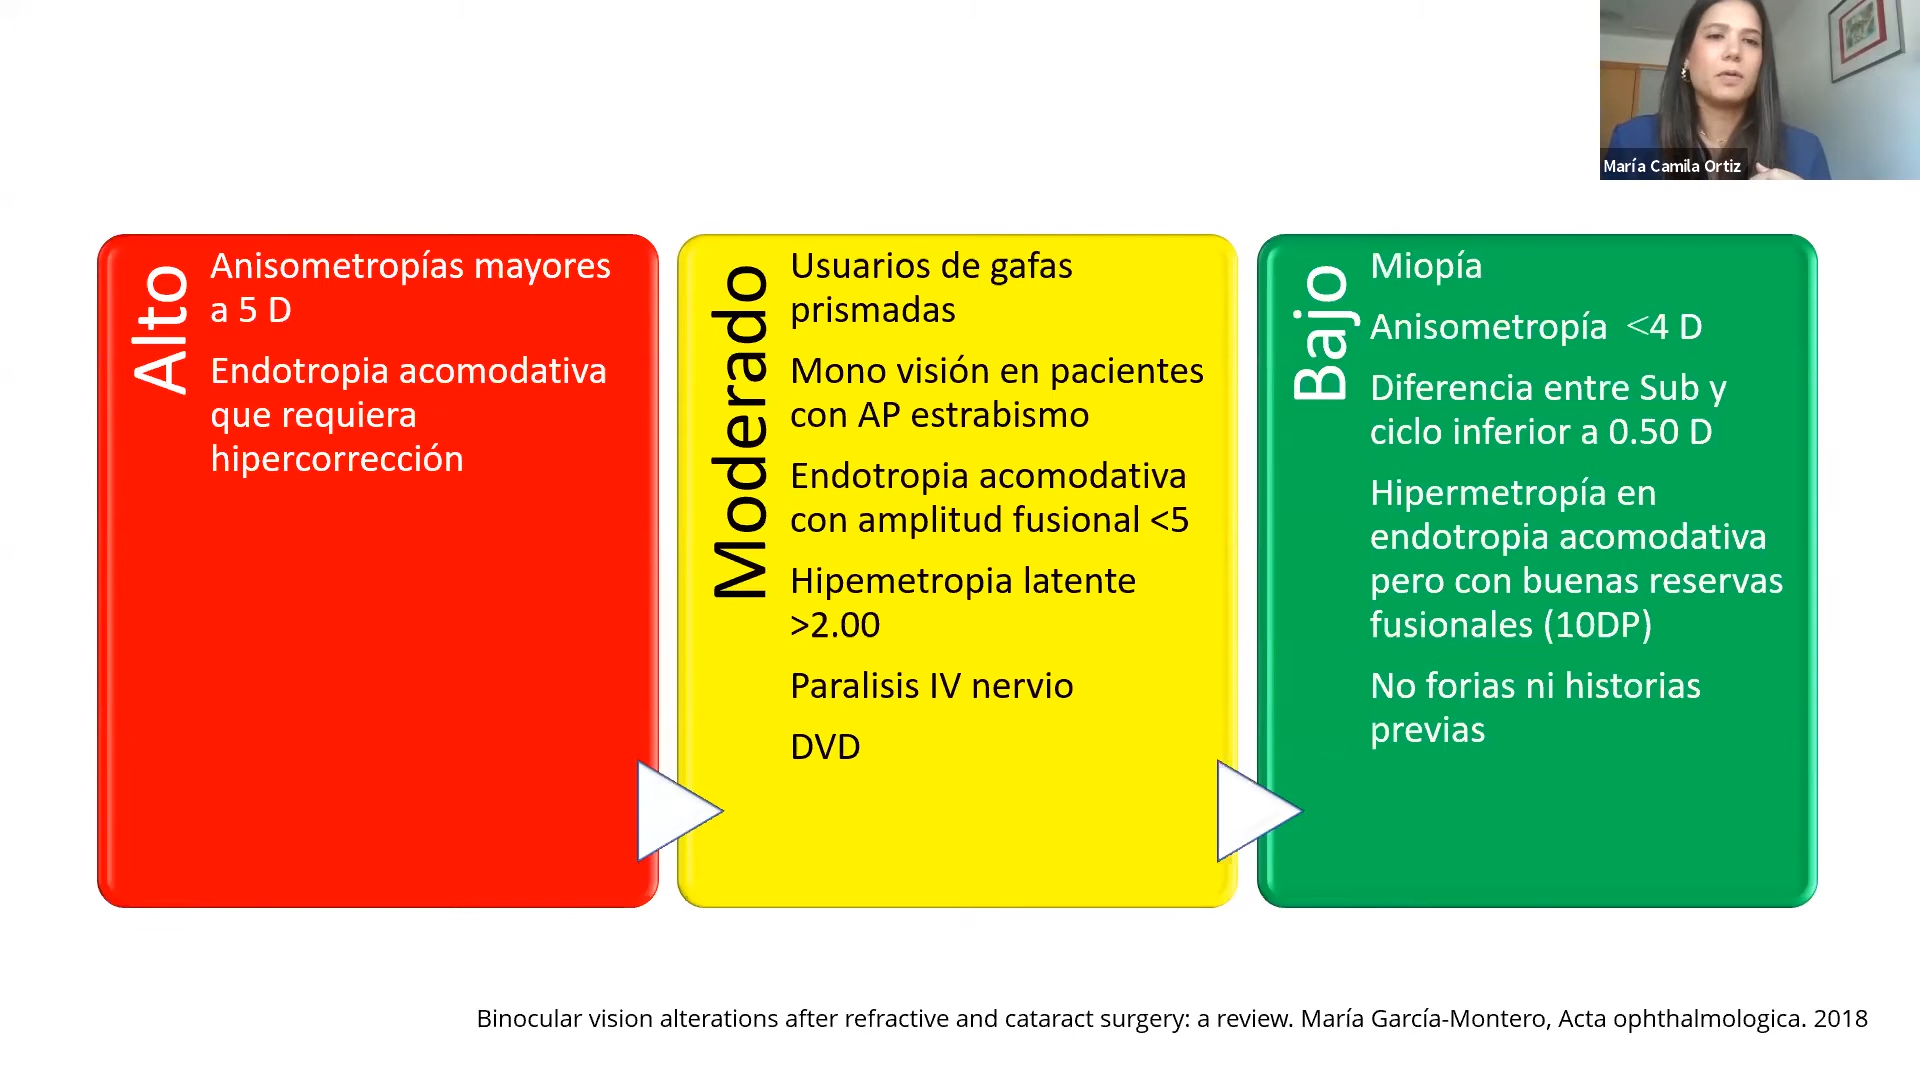 María Camila Ortiz
Alto
Anisometropías mayores
a 5 D
Endotropia acomodativa
que requiera
hipercorrección
Moderado
Usuarios de gafas
prismadas
Mono visión en pacientes
con AP estrabismo
Endotropia acomodativa
con amplitud fusional <5
Hipemetropia latente
>2.00
Paralisis IV nervio
DVD
Bajo
Miopía
Anisometropía <4 D
Diferencia entre Sub y
ciclo inferior a 0.50 D
Hipermetropía en
endotropia acomodativa
pero con buenas reservas
fusionales (10DP)
No forias ni historias
previas
Binocular vision alterations after refractive and cataract surgery: a review. María García-Montero, Acta ophthalmologica. 2018